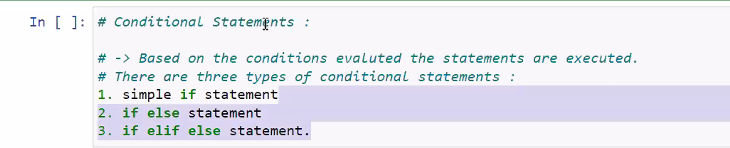 In [ ]: # Conditional Statements :
# -> Based on the conditions evaluted the statements are executed.
# There are three types of conditional statements :
1. simple if statement
2. if else statement
3. if elif else statement.